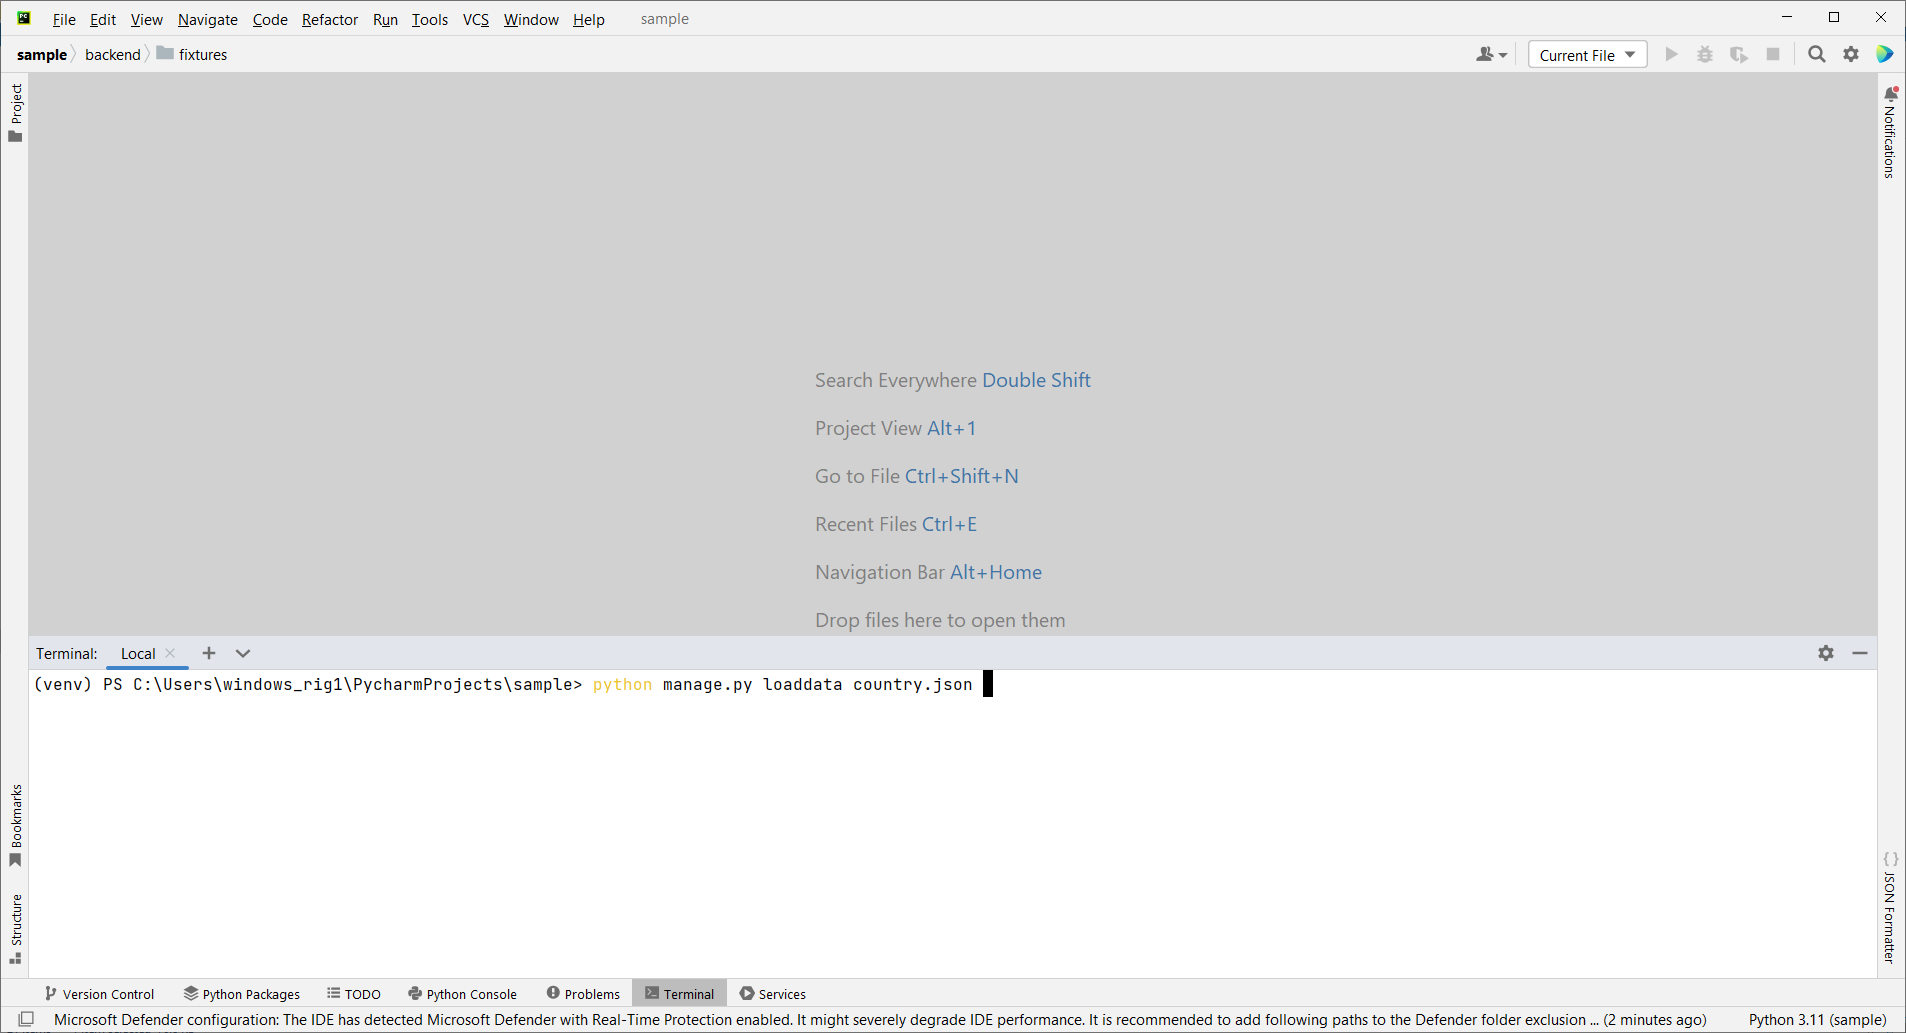 File Edit View Navigate Code Refactor Run Tools VCS Window Help sample
sample backend fixtures Current File
Project
Notifications
Search Everywhere Double Shift
Project View Alt+1
Go to File Ctrl+Shift+N
Recent Files Ctrl+E
Navigation Bar Alt+Home
Drop files here to open them
Terminal: Local
(venv) PS C:\Users\windows_rig1\PycharmProjects\sample> python manage.py loaddata country.json
Bookmarks
Structure
JSON Formatter
Version Control Python Packages TODO Python Console Problems Terminal Services
Microsoft Defender configuration: The IDE has detected Microsoft Defender with Real-Time Protection enabled. It might severely degrade IDE performance. It is recommended to add following paths to the Defender folder exclusion ... (2 minutes ago) Python 3.11 (sample)